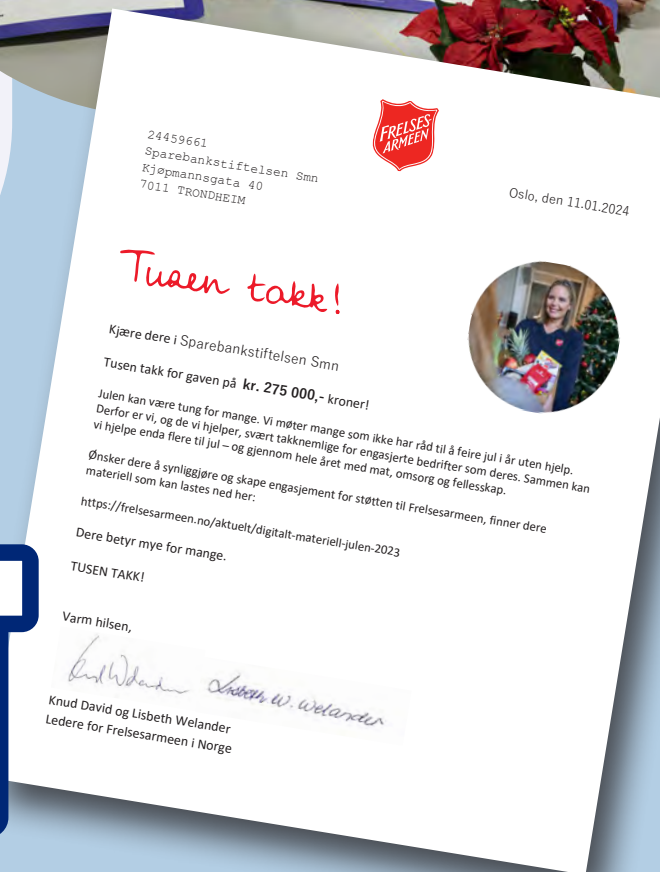 FRELSES
ARMEEN
24459661
Sparebankstiftelsen Smn
Kjøpmannsgata 40
7011 TRONDHEIM
Oslo, den 11.01.2024
Tusen takk!
Kjære dere i Sparebankstiftelsen Smn
Tusen takk for gaven på kr. 275 000,- kroner!
Julen kan være tung for mange. Vi møter mange som ikke har råd til å feire jul i år uten hjelp.
Derfor er vi, og de vi hjelper, svært takknemlige for engasjerte bedrifter som deres. Sammen kan
vi hjelpe enda flere til jul – og gjennom hele året med mat, omsorg og fellesskap.
Ønsker dere å synliggjøre og skape engasjement for støtten til Frelsesarmeen, finner dere
materiell som kan lastes ned her:
https://frelsesarmeen.no/aktuelt/digitalt-materiell-julen-2023
Dere betyr mye for mange.
TUSEN TAKK!
Varm hilsen,
Lisbeth W. Welander
Knud David og Lisbeth Welander
Ledere for Frelsesarmeen i Norge